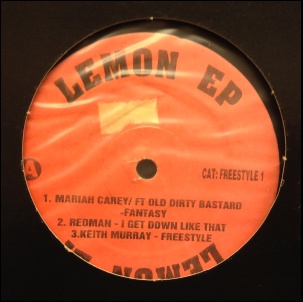 LEMON EP
A
CAT: FREESTYLE 1
1. MARIAH CAREY/ FT OLD DIRTY BASTARD
-FANTASY
2. REDMAN - I GET DOWN LIKE THAT
3.KEITH MURRAY - FREESTYLE
LEMON